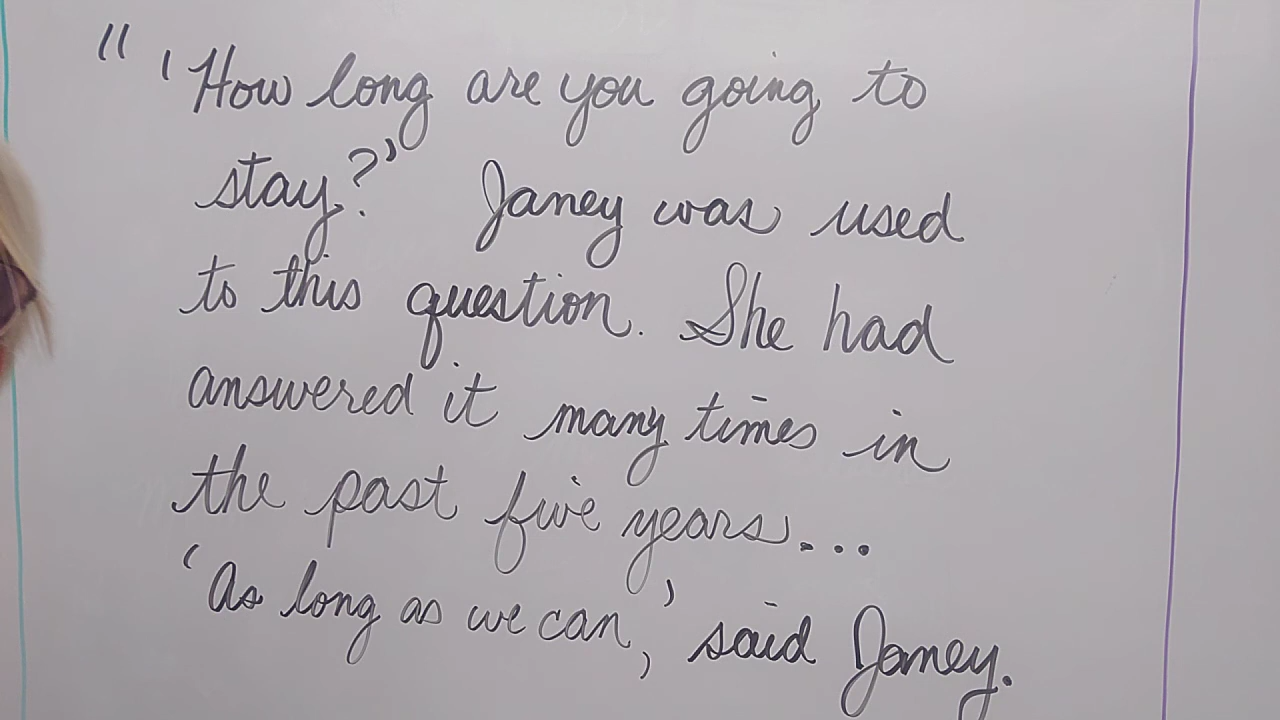 " 'How long are you going to
stay?' Janey was used
to this question. She had
answered it many times in
the past five years...
'As long as we can,' said Janey.